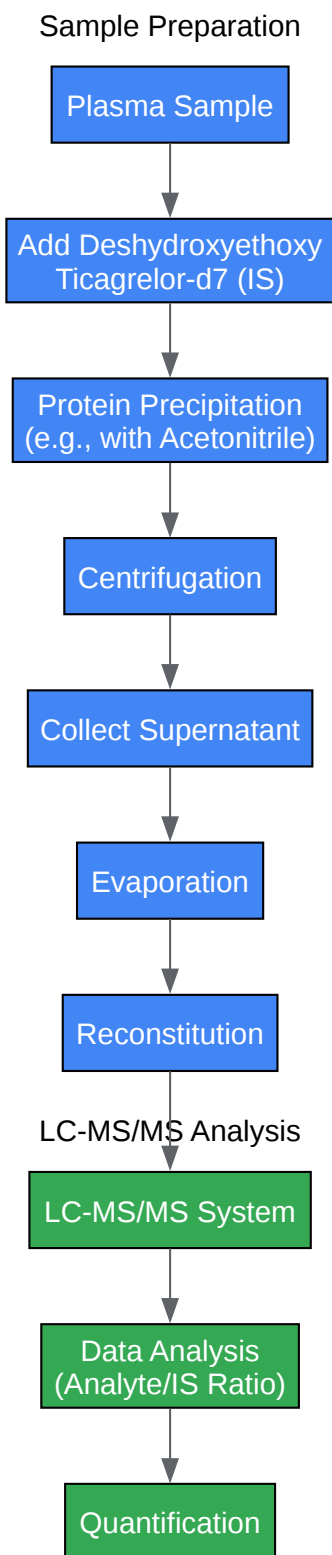 Sample Preparation
Plasma Sample
Add Deshydroxyethoxy
Ticagrelor-d7 (IS)
Protein Precipitation
(e.g., with Acetonitrile)
Centrifugation
Collect Supernatant
Evaporation
Reconstitution
LC-MS/MS Analysis
LC-MS/MS System
Data Analysis
(Analyte/IS Ratio)
Quantification